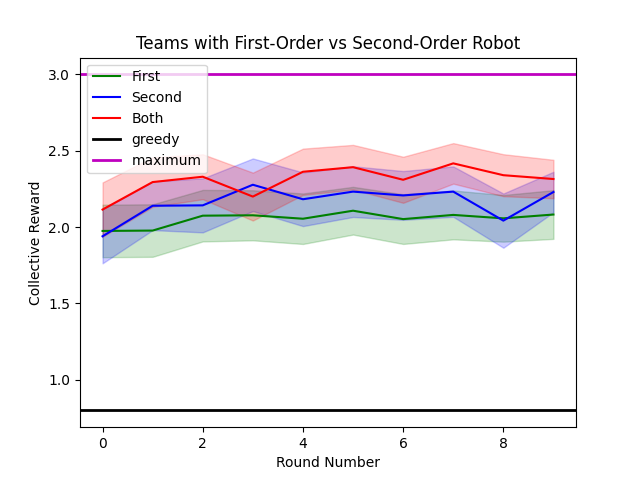 Teams with First-Order vs Second-Order Robot
3.0
2.5
2.0
1.5
1.0
Collective Reward
First
Second
Both
greedy
maximum
0
2
4
6
8
Round Number